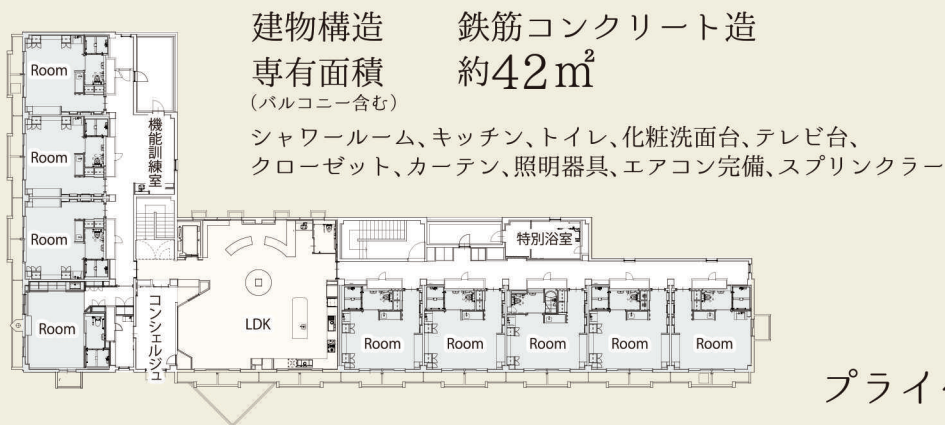 建物構造 鉄筋コンクリート造
専有面積 約42㎡
(バルコニー含む)
シャワールーム、キッチン、トイレ、化粧洗面台、テレビ台、
クローゼット、カーテン、照明器具、エアコン完備、スプリンクラー
Room
Room
機能訓練室
Room
Room
コンシェルジュ
LDK
特別浴室
Room
Room
Room
Room
Room
プライ